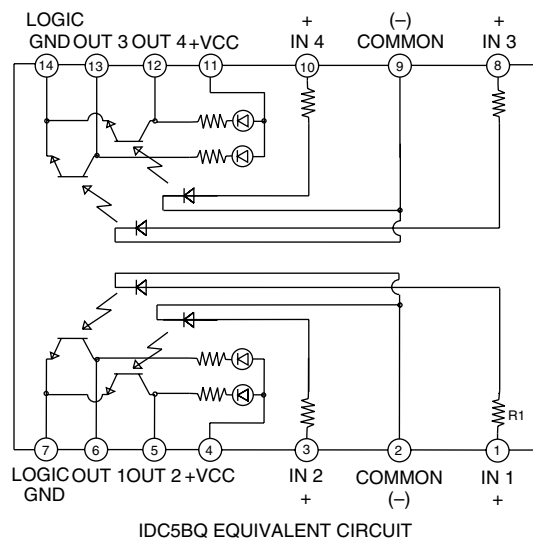 LOGIC + (–) +
GND OUT 3 OUT 4 +VCC IN 4 COMMON IN 3
14 13 12 11 10 9 8
R1
7 6 5 4 3 2 1
LOGIC OUT 1 OUT 2 +VCC IN 2 COMMON IN 1
GND + (–) +
IDC5BQ EQUIVALENT CIRCUIT